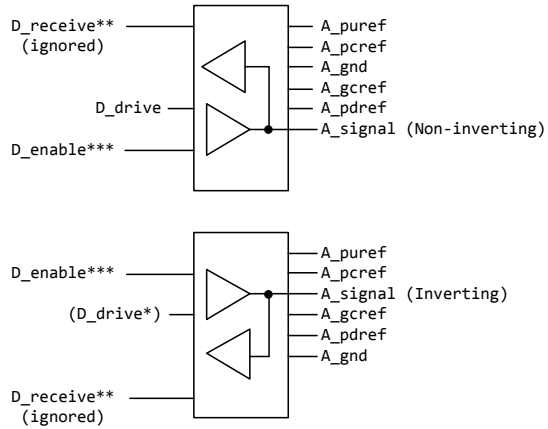 D_receive**
(ignored)
D_drive
D_enable***
A_puref
A_pcref
A_gnd
A_gcref
A_pdref
A_signal (Non-inverting)
D_enable***
(D_drive*)
D_receive**
(ignored)
A_puref
A_pcref
A_signal (Inverting)
A_gcref
A_pdref
A_gnd